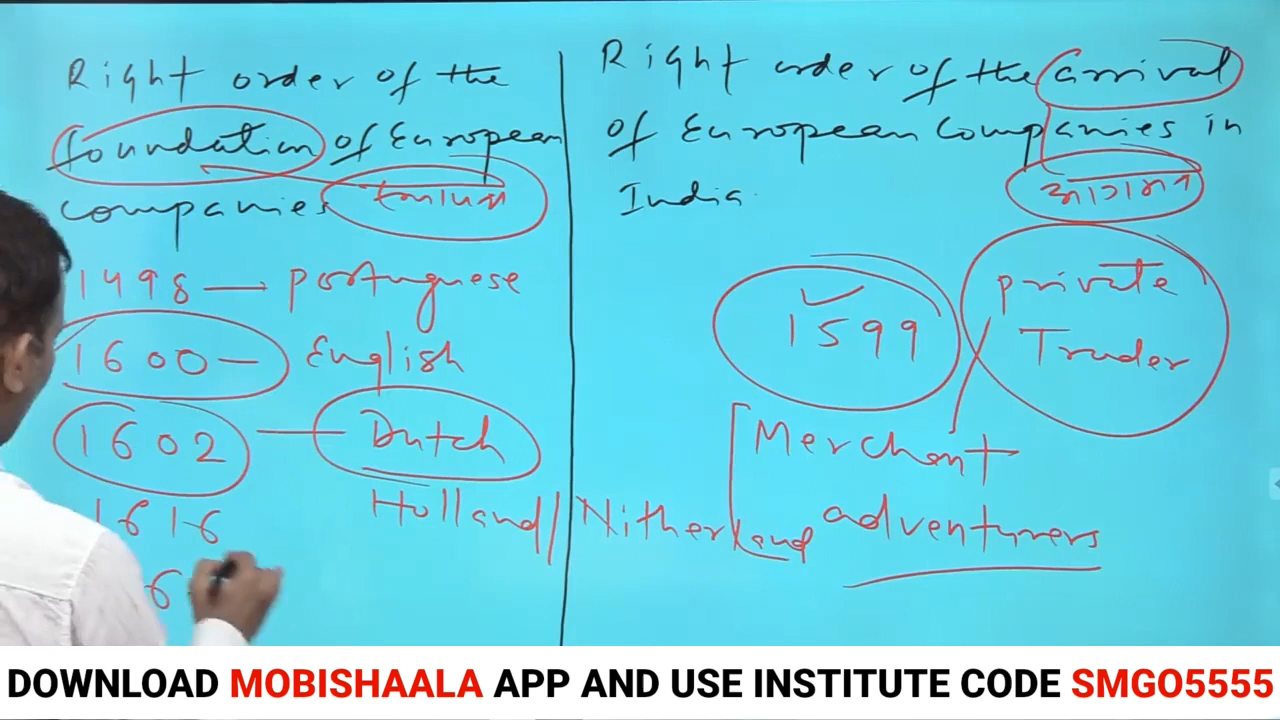 Right order of the
foundation of European
companies स्थापना
1498 — Portuguese
1600 — English
1602 — Dutch
Holland / Nitherland
1616
6
Right order of the arrival
of European companies in
India
आगमन
1599
private
Trader
Merchant
adventurers
DOWNLOAD MOBISHAALA APP AND USE INSTITUTE CODE SMGO5555